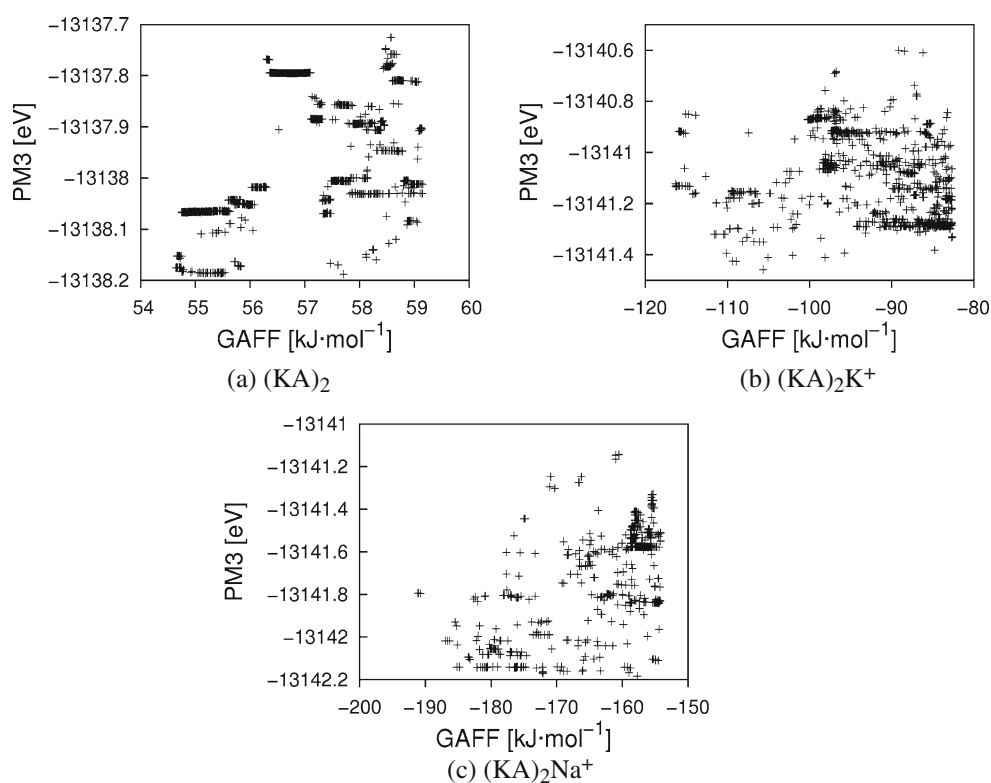 −13137.7
−13137.8
−13137.9
−13138
−13138.1
−13138.2
PM3 [eV]
54 55 56 57 58 59 60
GAFF [kJ·mol⁻¹]
(a) (KA)₂
−13140.6
−13140.8
−13141
−13141.2
−13141.4
PM3 [eV]
−120 −110 −100 −90 −80
GAFF [kJ·mol⁻¹]
(b) (KA)₂K⁺
−13141
−13141.2
−13141.4
−13141.6
−13141.8
−13142
−13142.2
PM3 [eV]
−200 −190 −180 −170 −160 −150
GAFF [kJ·mol⁻¹]
(c) (KA)₂Na⁺